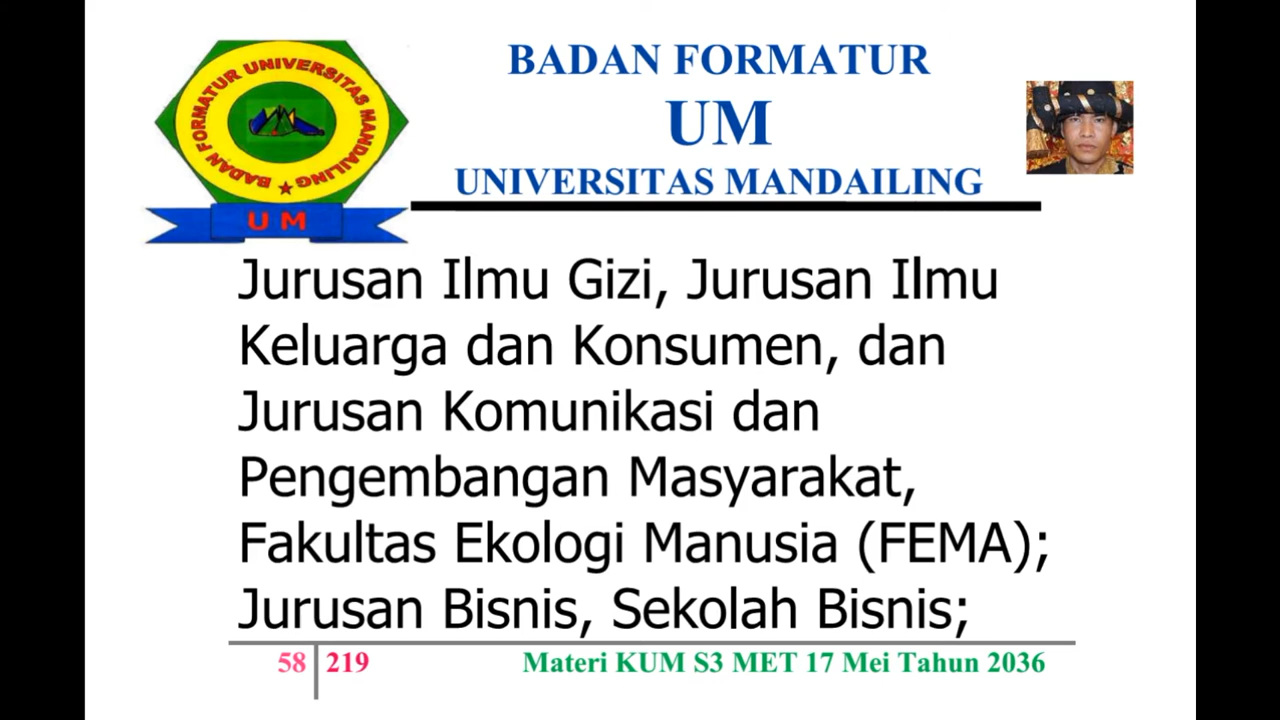 BADAN FORMATUR UNIVERSITAS MANDAILING
UM
BADAN FORMATUR
UM
UNIVERSITAS MANDAILING
Jurusan Ilmu Gizi, Jurusan Ilmu
Keluarga dan Konsumen, dan
Jurusan Komunikasi dan
Pengembangan Masyarakat,
Fakultas Ekologi Manusia (FEMA);
Jurusan Bisnis, Sekolah Bisnis;
58 219 Materi KUM S3 MET 17 Mei Tahun 2036